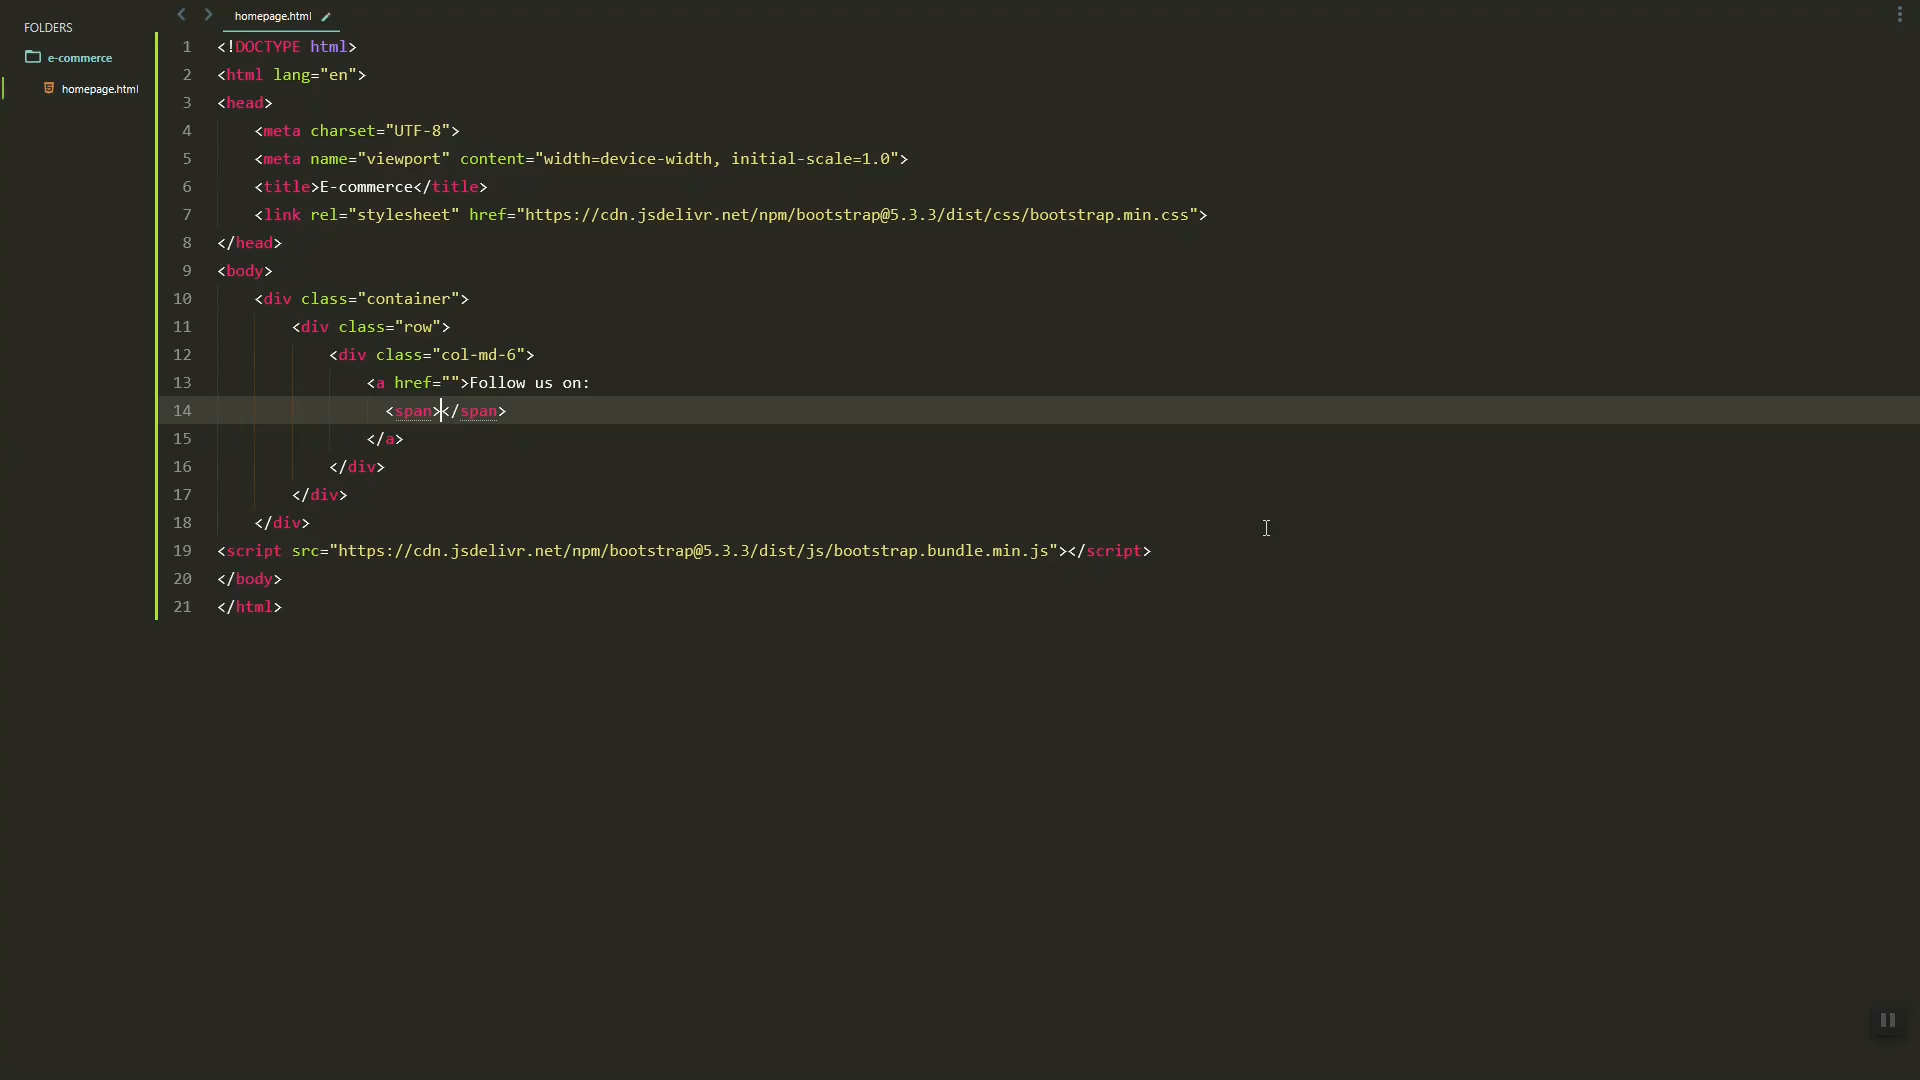 FOLDERS
e-commerce
homepage.html
homepage.html
1 <!DOCTYPE html>
2 <html lang="en">
3 <head>
4     <meta charset="UTF-8">
5     <meta name="viewport" content="width=device-width, initial-scale=1.0">
6     <title>E-commerce</title>
7     <link rel="stylesheet" href="https://cdn.jsdelivr.net/npm/bootstrap@5.3.3/dist/css/bootstrap.min.css">
8 </head>
9 <body>
10     <div class="container">
11         <div class="row">
12             <div class="col-md-6">
13                 <a href="">Follow us on:
14                   <span></span>
15                 </a>
16             </div>
17         </div>
18     </div>
19 <script src="https://cdn.jsdelivr.net/npm/bootstrap@5.3.3/dist/js/bootstrap.bundle.min.js"></script>
20 </body>
21 </html>